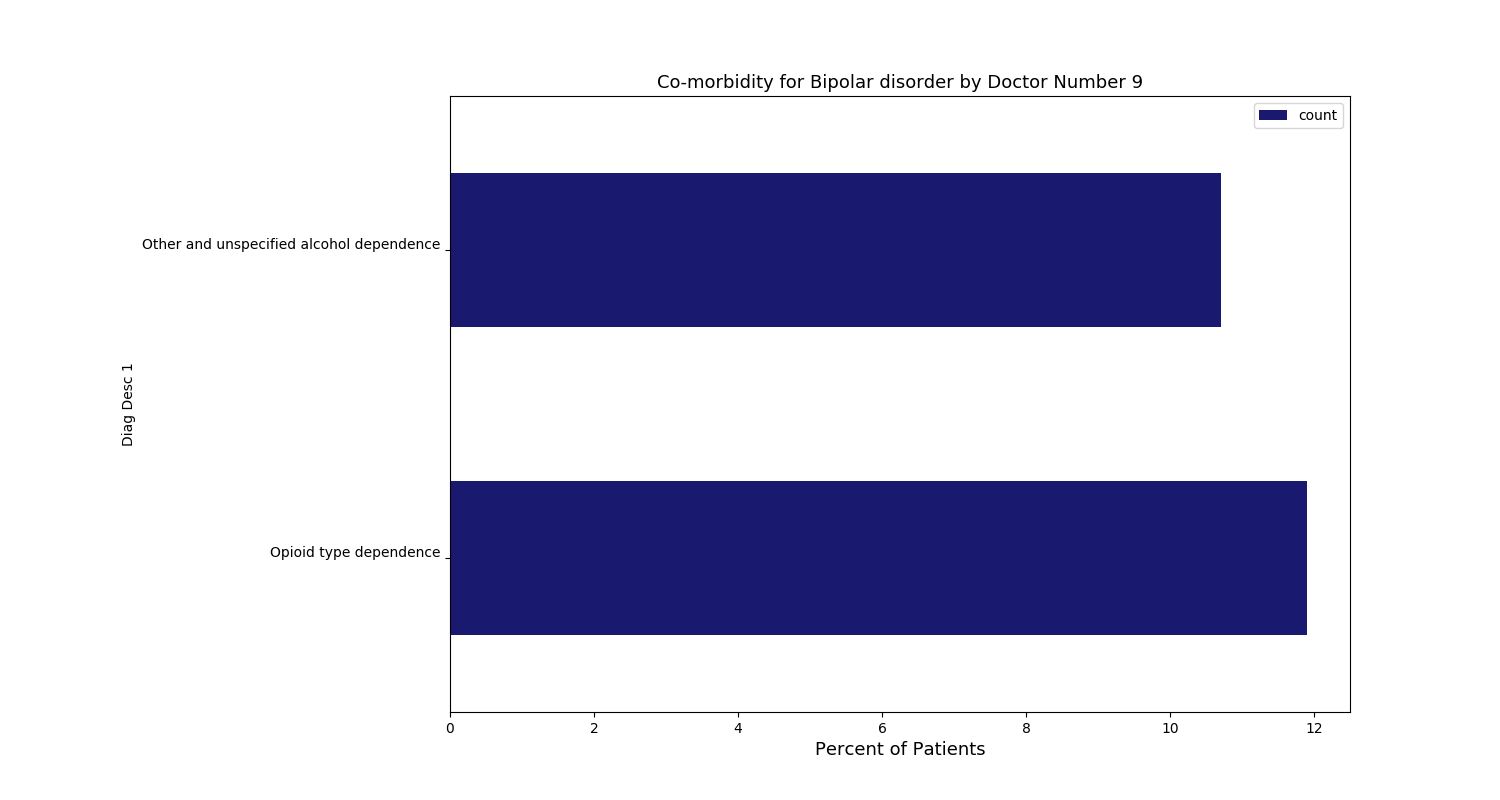 Co-morbidity for Bipolar disorder by Doctor Number 9
count
Other and unspecified alcohol dependence
Diag Desc 1
Opioid type dependence
0 2 4 6 8 10 12
Percent of Patients